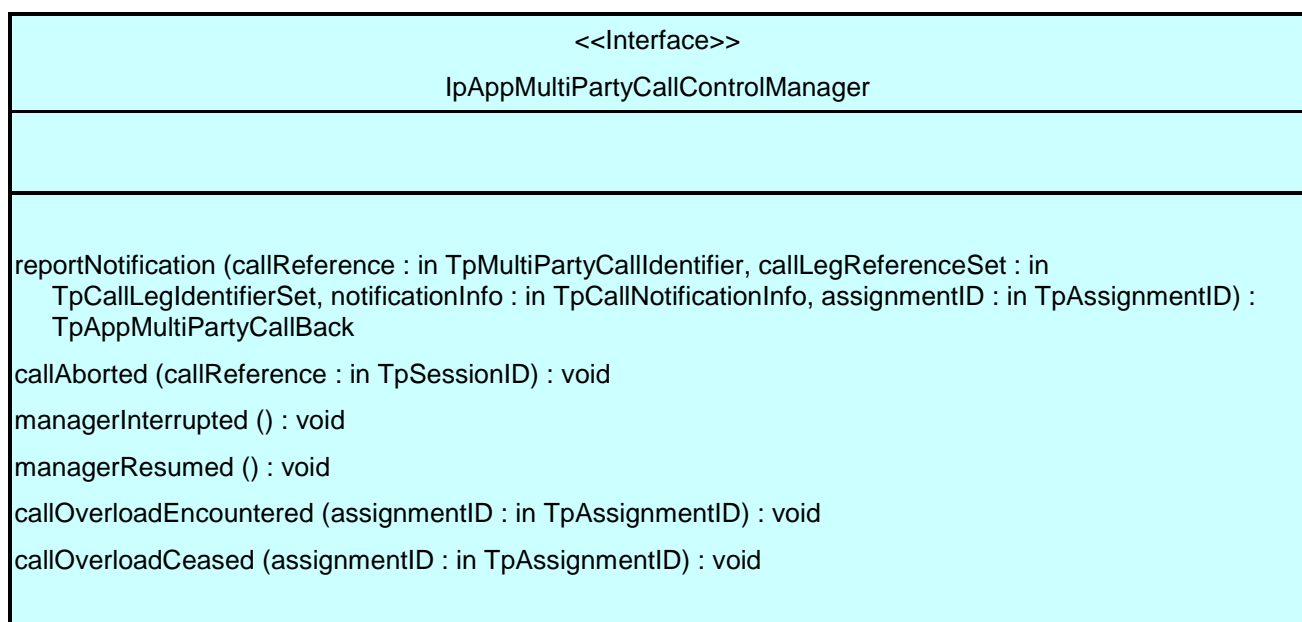 <<Interface>>
IpAppMultiPartyCallControlManager
reportNotification (callReference : in TpMultiPartyCallIdentifier, callLegReferenceSet : in
TpCallLegIdentifierSet, notificationInfo : in TpCallNotificationInfo, assignmentID : in TpAssignmentID) :
TpAppMultiPartyCallBack
callAborted (callReference : in TpSessionID) : void
managerInterrupted () : void
managerResumed () : void
callOverloadEncountered (assignmentID : in TpAssignmentID) : void
callOverloadCeased (assignmentID : in TpAssignmentID) : void